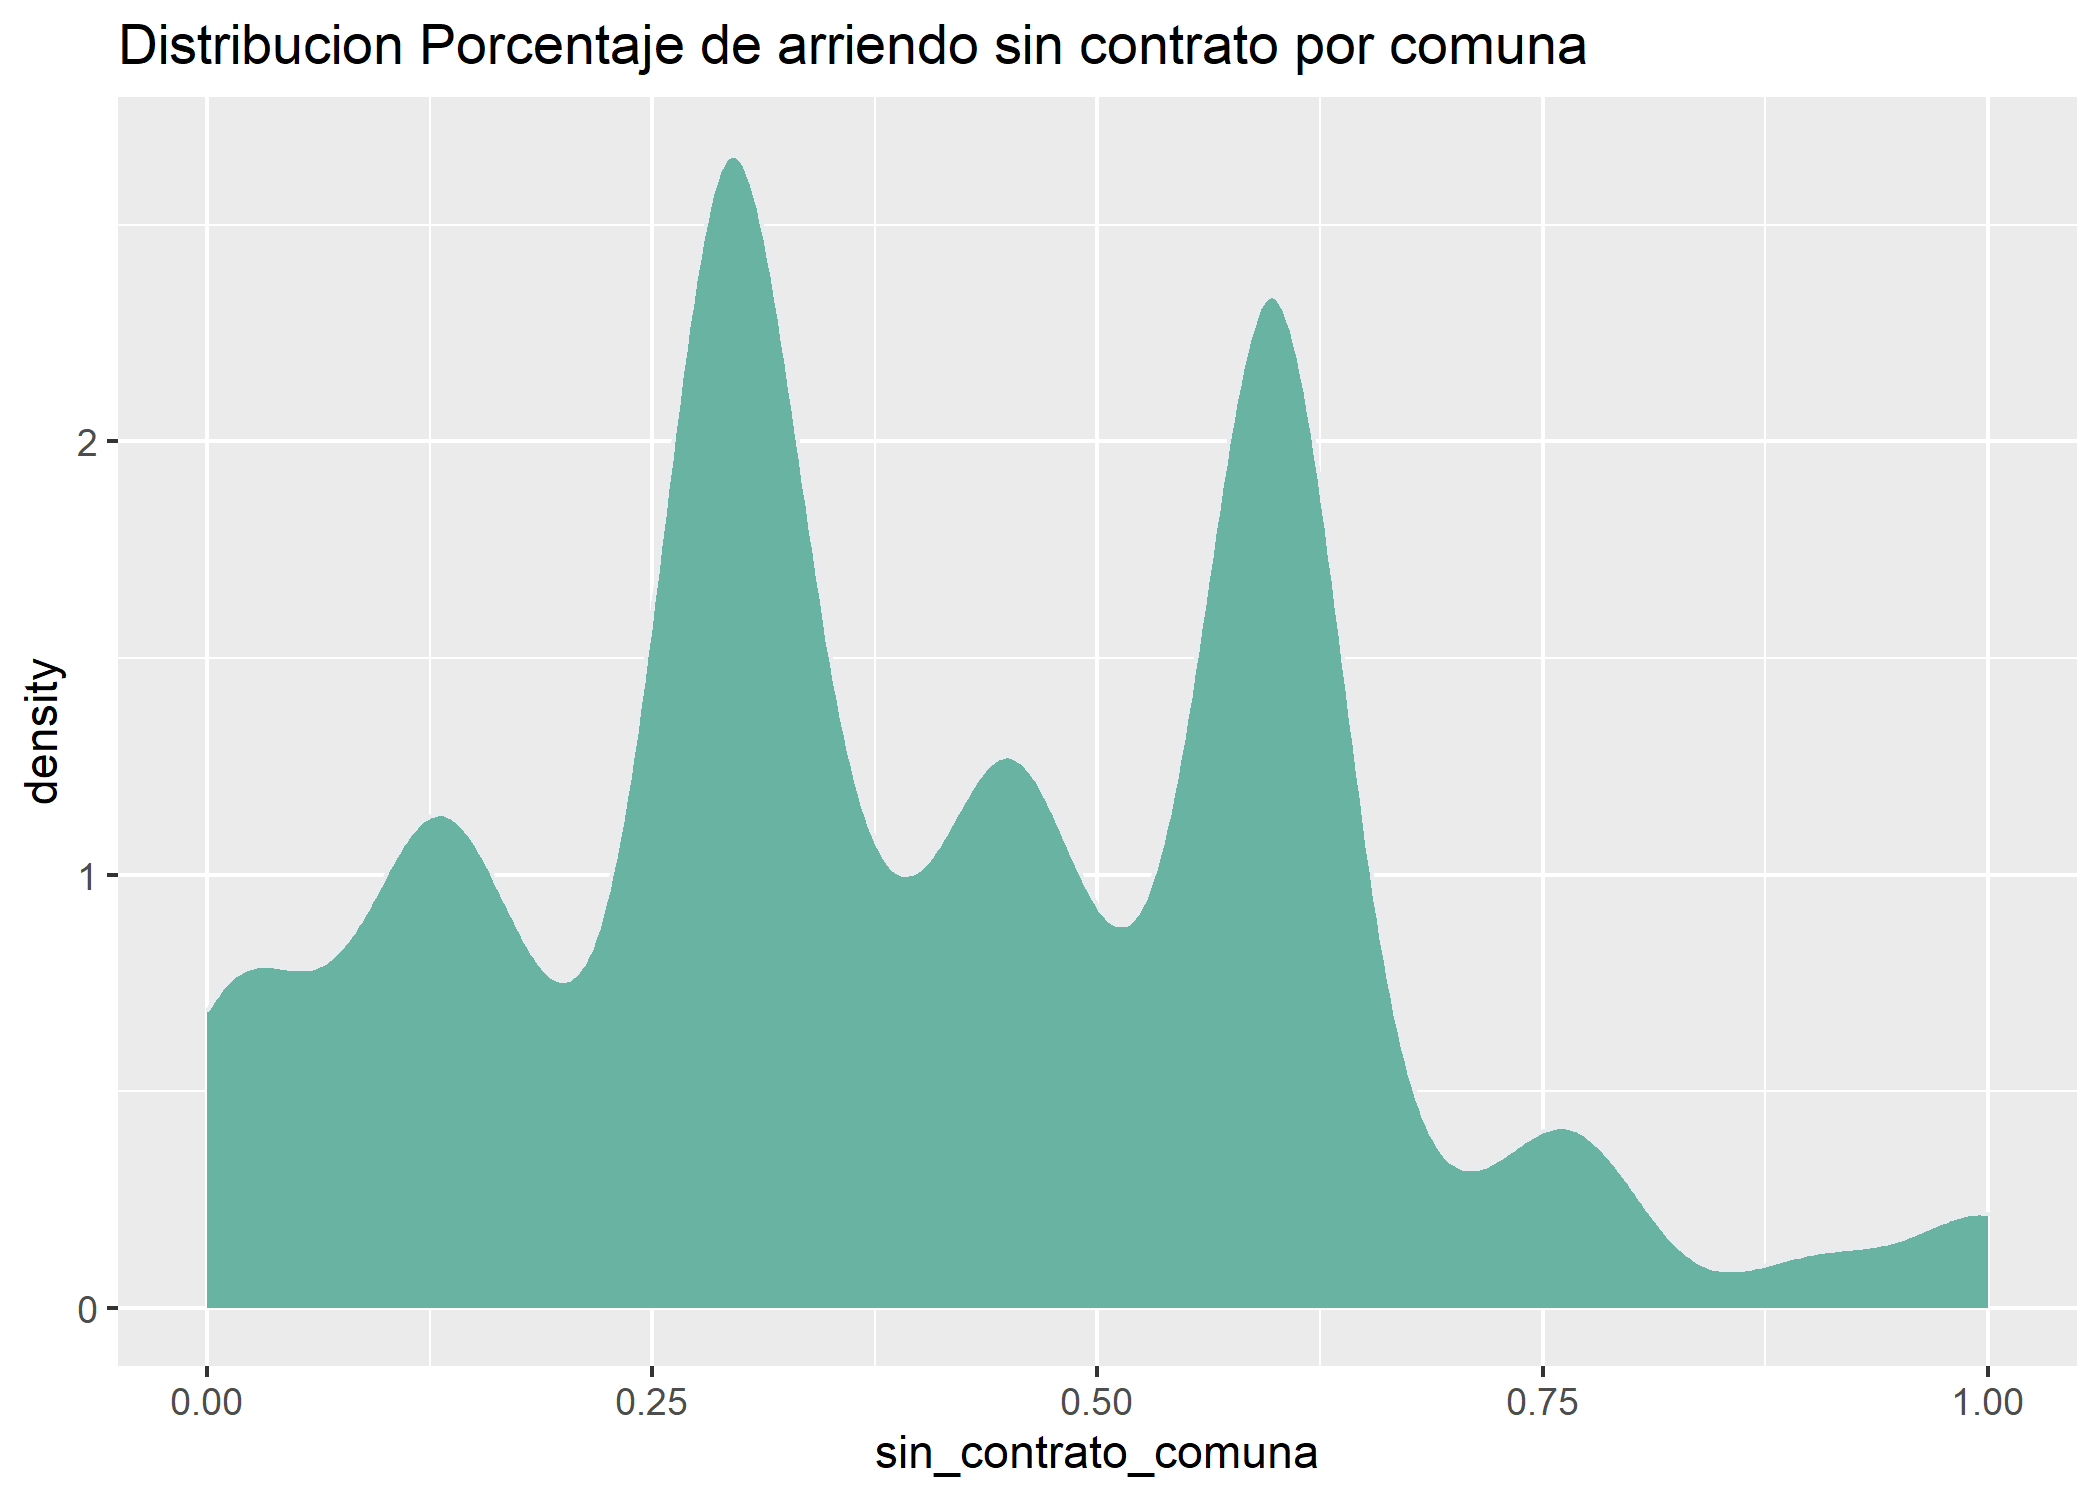 Distribucion Porcentaje de arriendo sin contrato por comuna
density
2
1
0
0.00 0.25 0.50 0.75 1.00
sin_contrato_comuna